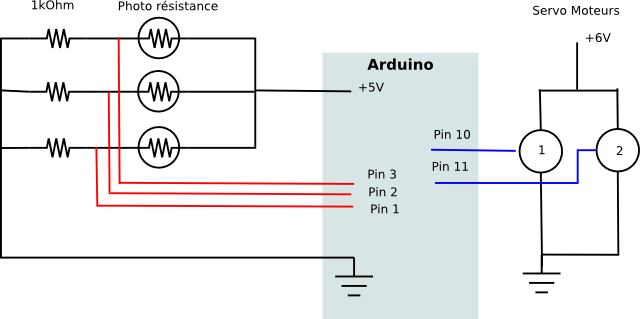 1kOhm
Photo résistance
Servo Moteurs
+6V
Arduino
+5V
Pin 10
1
2
Pin 11
Pin 3
Pin 2
Pin 1